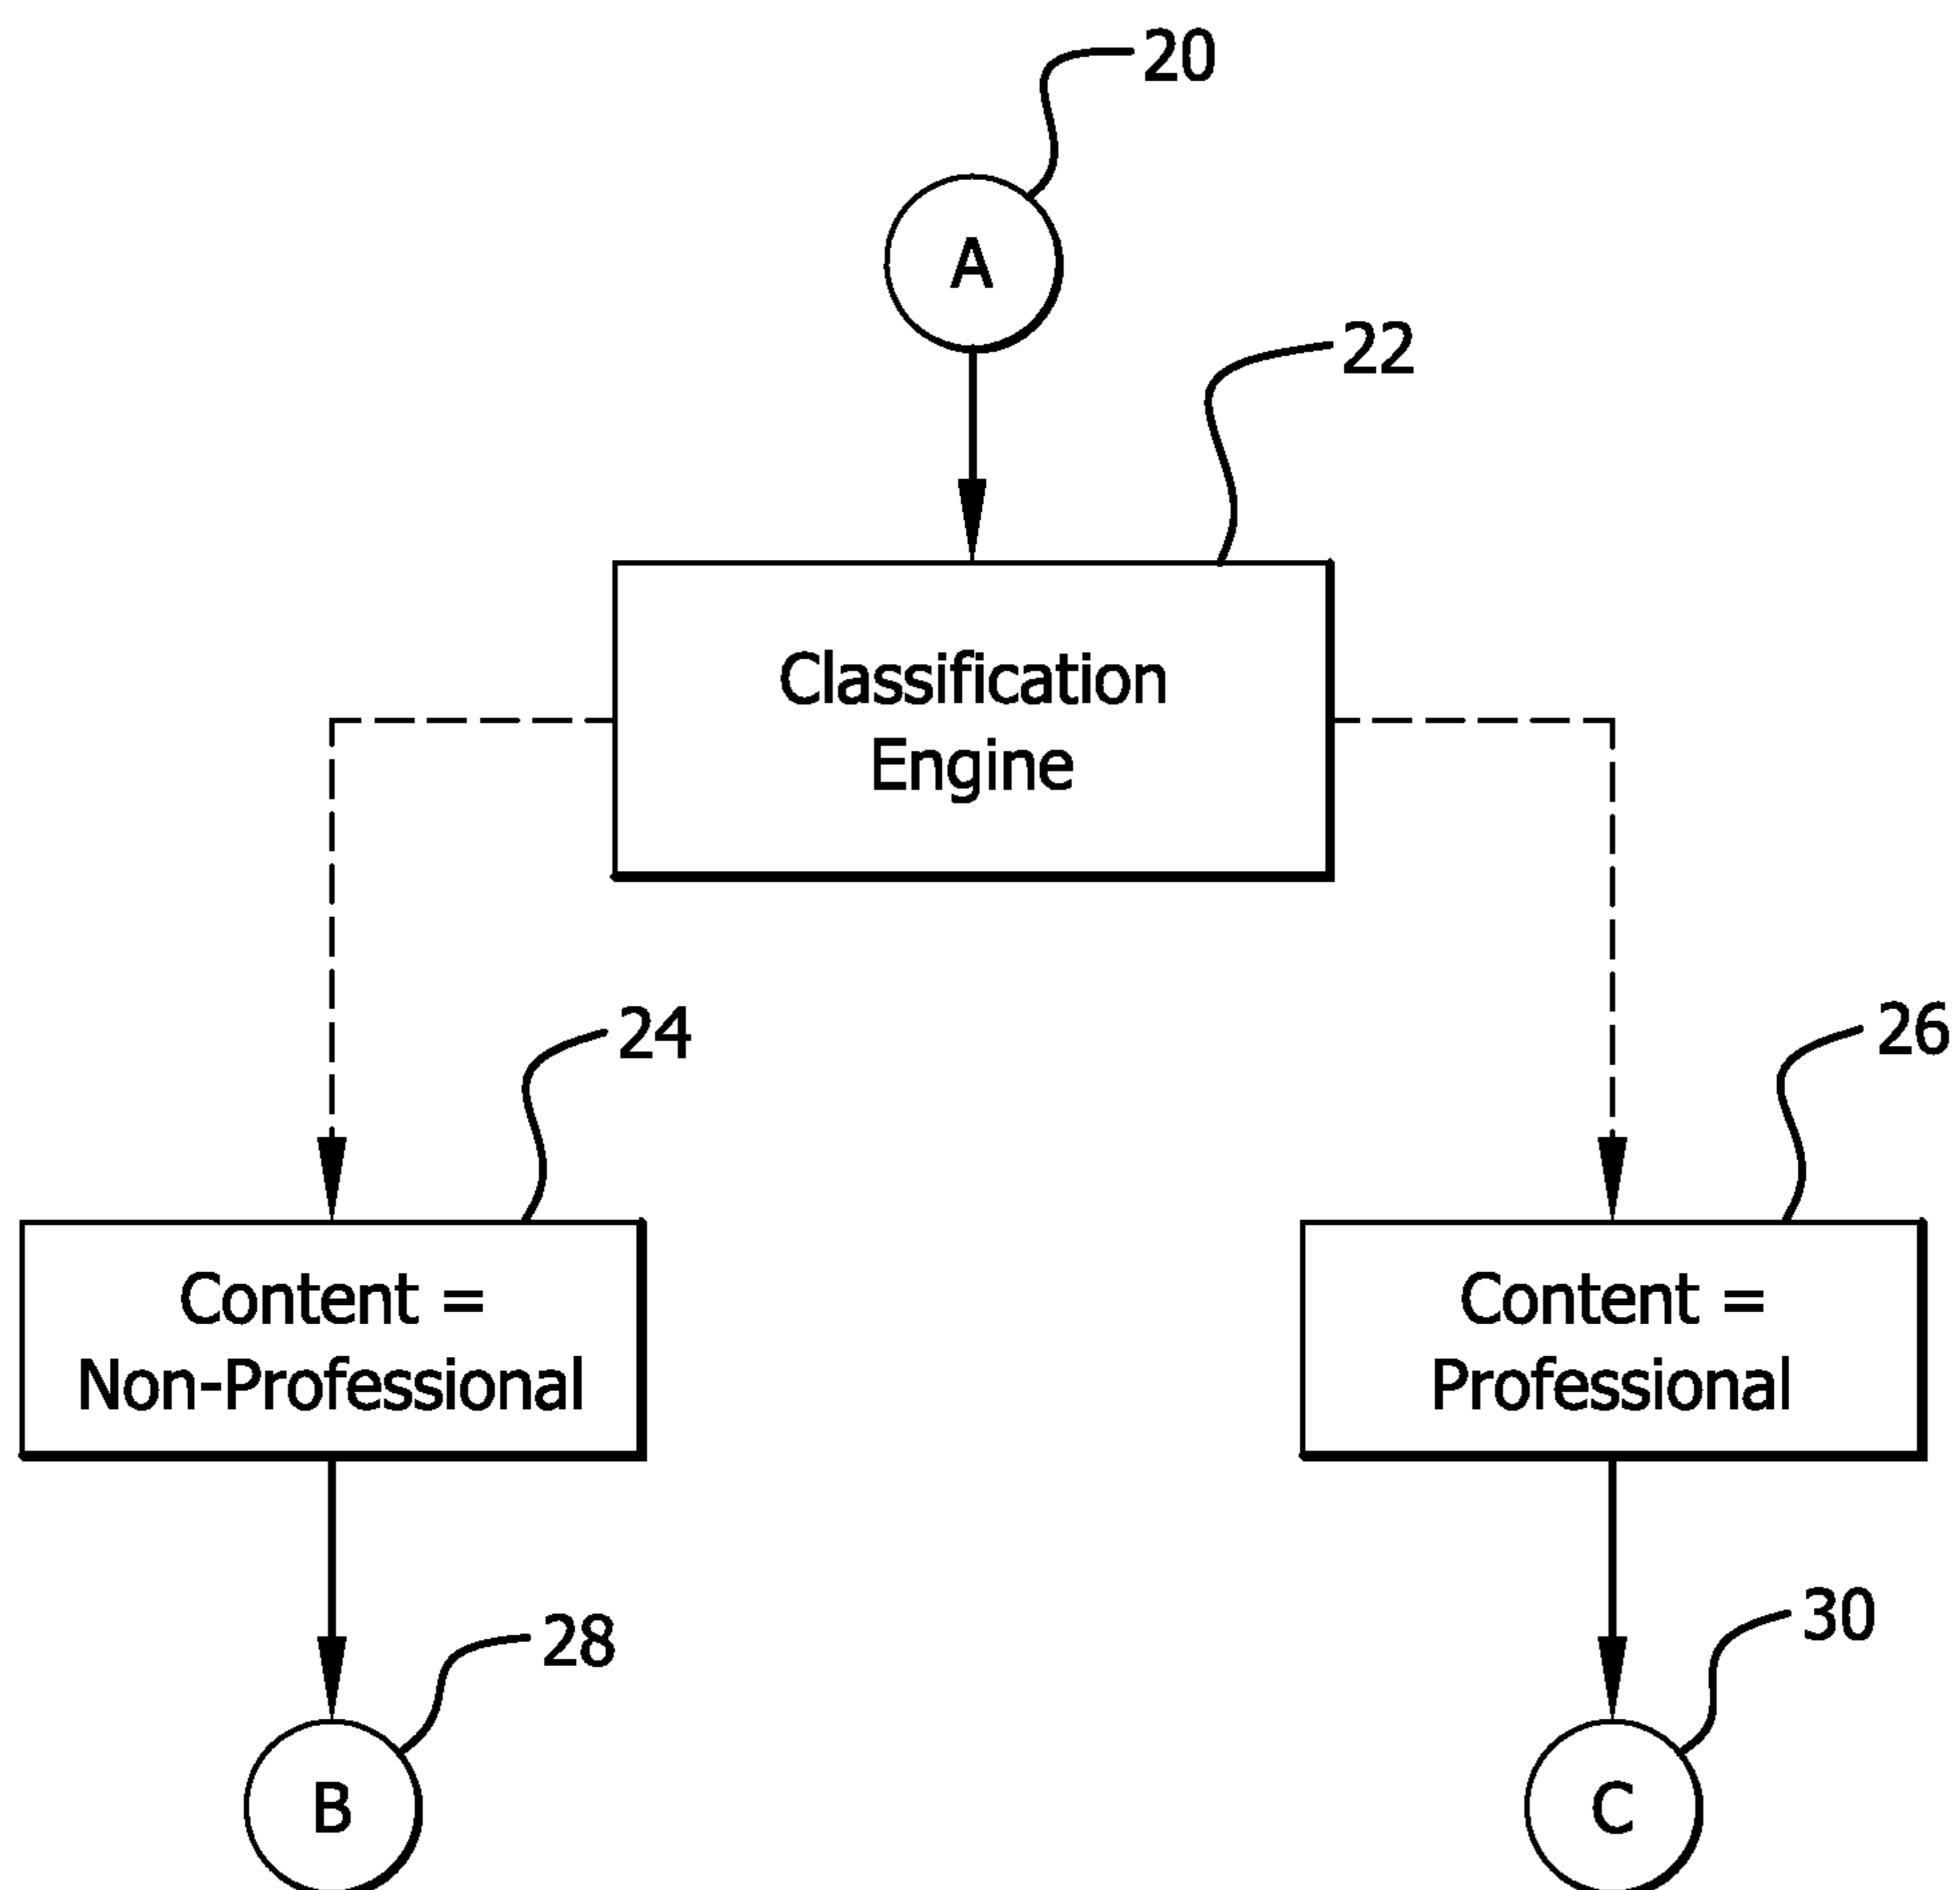 20
A
22
Classification
Engine
24
26
Content =
Non-Professional
Content =
Professional
28
30
B
C